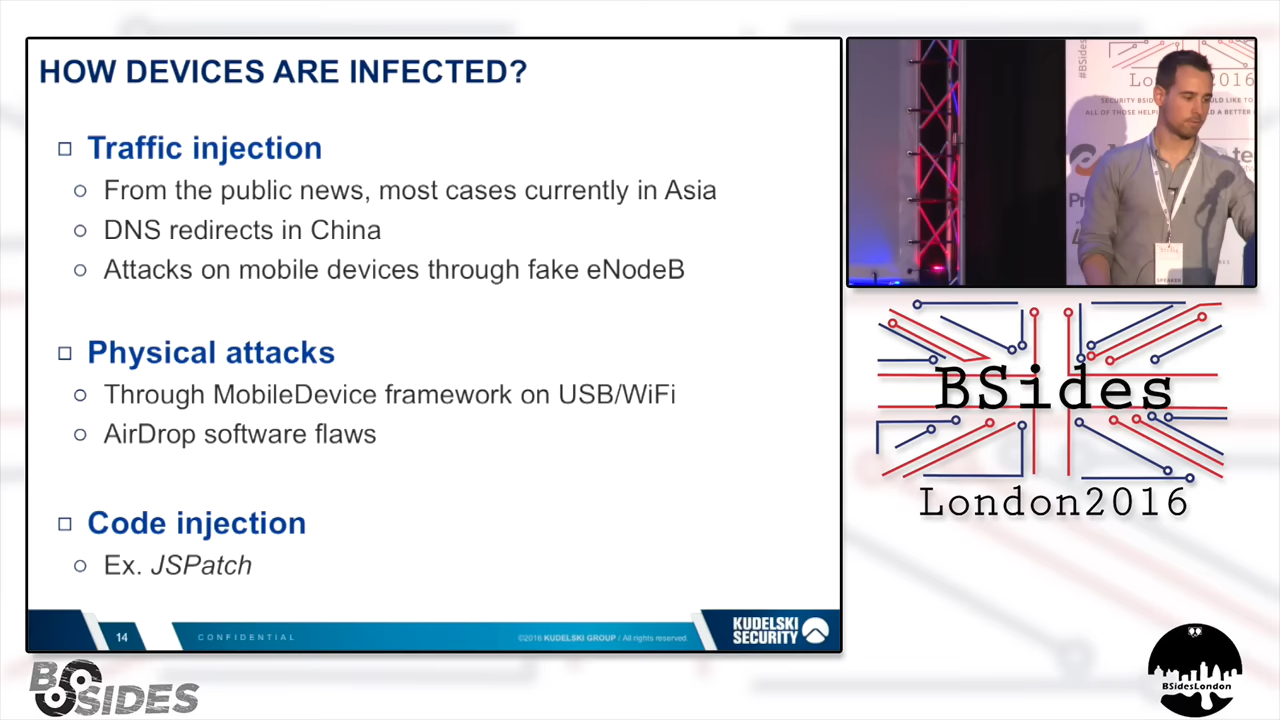 HOW DEVICES ARE INFECTED?
Traffic injection
From the public news, most cases currently in Asia
DNS redirects in China
Attacks on mobile devices through fake eNodeB
Physical attacks
Through MobileDevice framework on USB/WiFi
AirDrop software flaws
Code injection
Ex. JSPatch
14
CONFIDENTIAL
©2016 KUDELSKI GROUP / All rights reserved.
KUDELSKI
SECURITY
#BSides
BSides
London2016
BSIDES
BSidesLondon